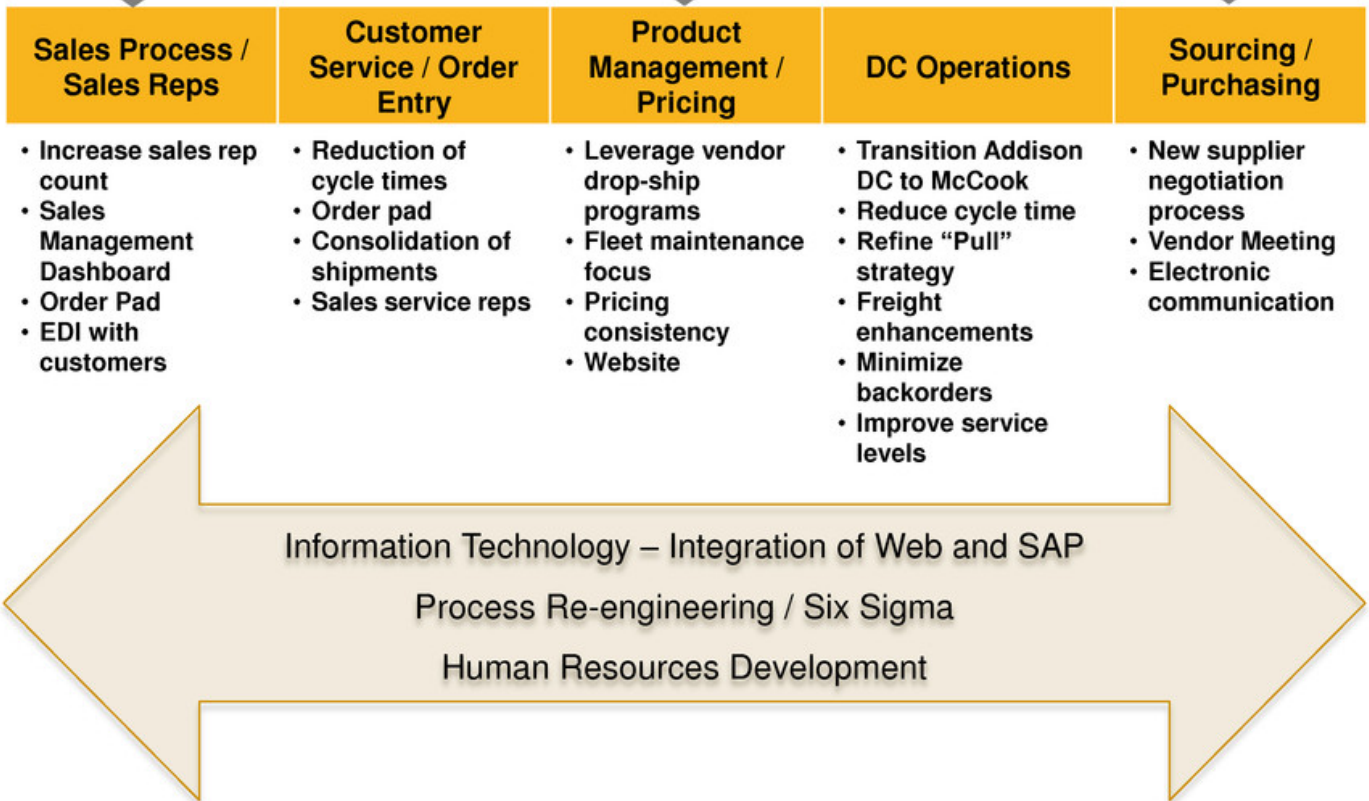 Sales Process /
Sales Reps
Customer
Service / Order
Entry
Product
Management /
Pricing
DC Operations
Sourcing /
Purchasing
• Increase sales rep
count
• Sales
Management
Dashboard
• Order Pad
• EDI with
customers
• Reduction of
cycle times
• Order pad
• Consolidation of
shipments
• Sales service reps
• Leverage vendor
drop-ship
programs
• Fleet maintenance
focus
• Pricing
consistency
• Website
• Transition Addison
DC to McCook
• Reduce cycle time
• Refine “Pull”
strategy
• Freight
enhancements
• Minimize
backorders
• Improve service
levels
• New supplier
negotiation
process
• Vendor Meeting
• Electronic
communication
Information Technology – Integration of Web and SAP
Process Re-engineering / Six Sigma
Human Resources Development